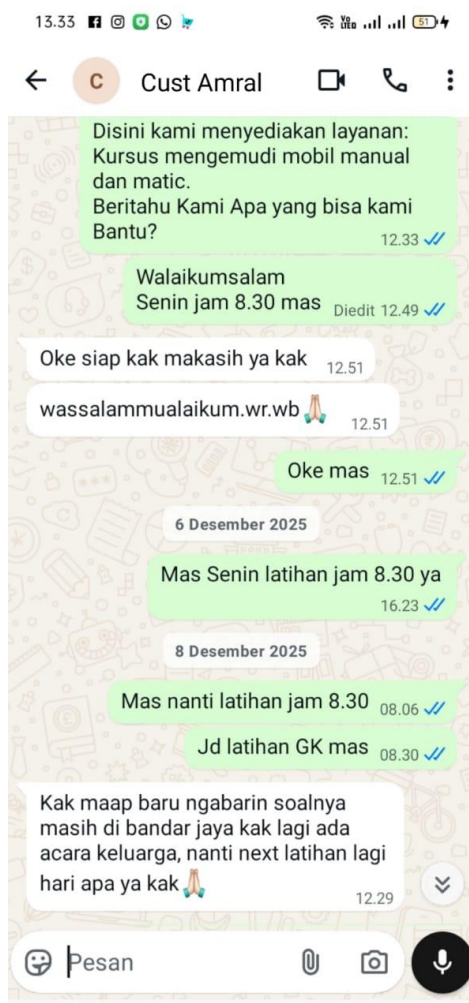 13.33
51
C
Cust Amral
Disini kami menyediakan layanan:
Kursus mengemudi mobil manual
dan matic.
Beritahu Kami Apa yang bisa kami
Bantu?
12.33
Walaikumsalam
Senin jam 8.30 mas
Diedit 12.49
Oke siap kak makasih ya kak
12.51
wassalammualaikum.wr.wb🙏🏻
12.51
Oke mas
12.51
6 Desember 2025
Mas Senin latihan jam 8.30 ya
16.23
8 Desember 2025
Mas nanti latihan jam 8.30
08.06
Jd latihan GK mas
08.30
Kak maap baru ngabarin soalnya
masih di bandar jaya kak lagi ada
acara keluarga, nanti next latihan lagi
hari apa ya kak🙏🏻
12.29
Pesan